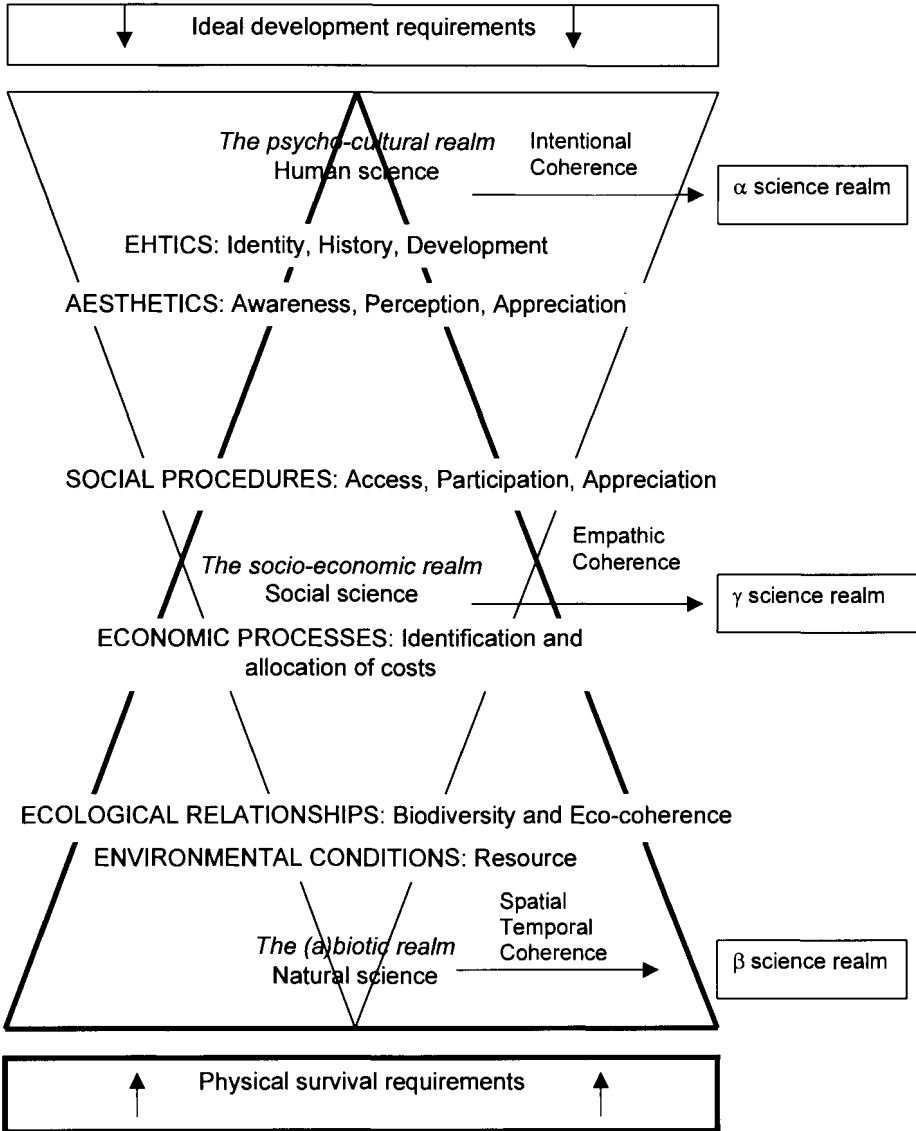 Ideal development requirements
The psycho-cultural realm
Human science
Intentional
Coherence
α science realm
EHTICS: Identity, History, Development
AESTHETICS: Awareness, Perception, Appreciation
SOCIAL PROCEDURES: Access, Participation, Appreciation
The socio-economic realm
Social science
Empathic
Coherence
γ science realm
ECONOMIC PROCESSES: Identification and
allocation of costs
ECOLOGICAL RELATIONSHIPS: Biodiversity and Eco-coherence
ENVIRONMENTAL CONDITIONS: Resource
The (a)biotic realm
Natural science
Spatial
Temporal
Coherence
β science realm
Physical survival requirements